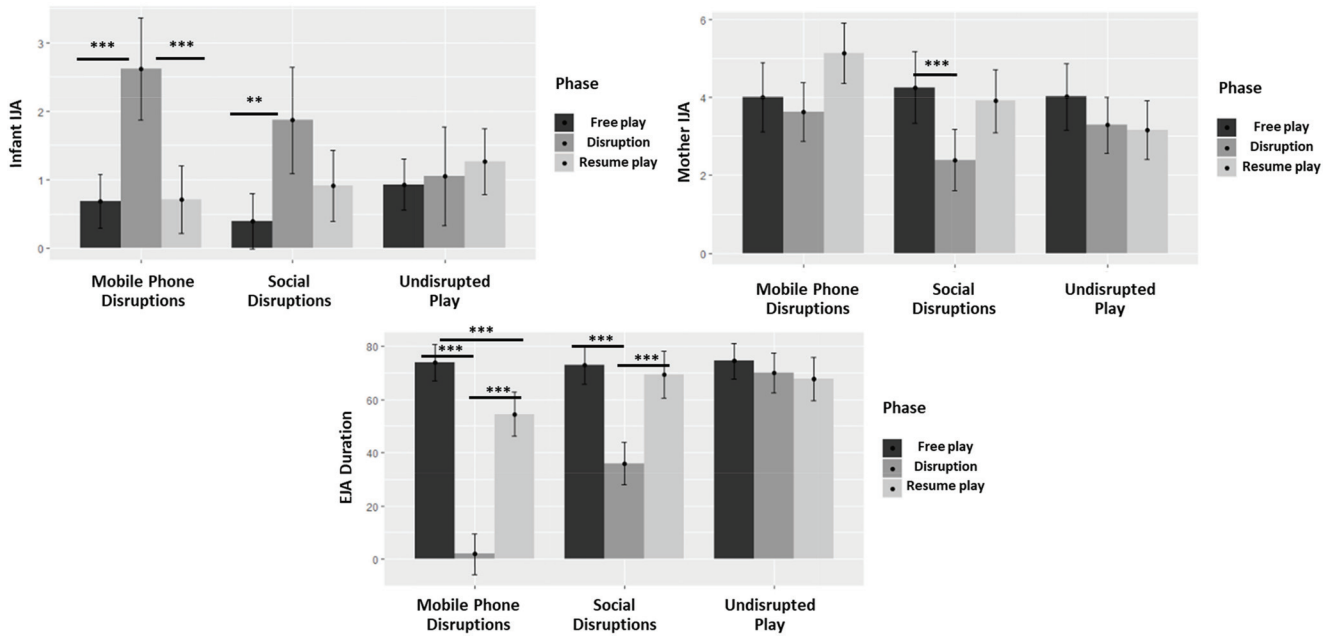 Infant IJA
3
2
1
0
***
***
**
Mobile Phone
Disruptions
Social
Disruptions
Undisrupted
Play
Phase
Free play
Disruption
Resume play
Mother IJA
6
4
2
0
***
Mobile Phone
Disruptions
Social
Disruptions
Undisrupted
Play
Phase
Free play
Disruption
Resume play
EJA Duration
80
60
40
20
0
***
***
***
***
***
Mobile Phone
Disruptions
Social
Disruptions
Undisrupted
Play
Phase
Free play
Disruption
Resume play